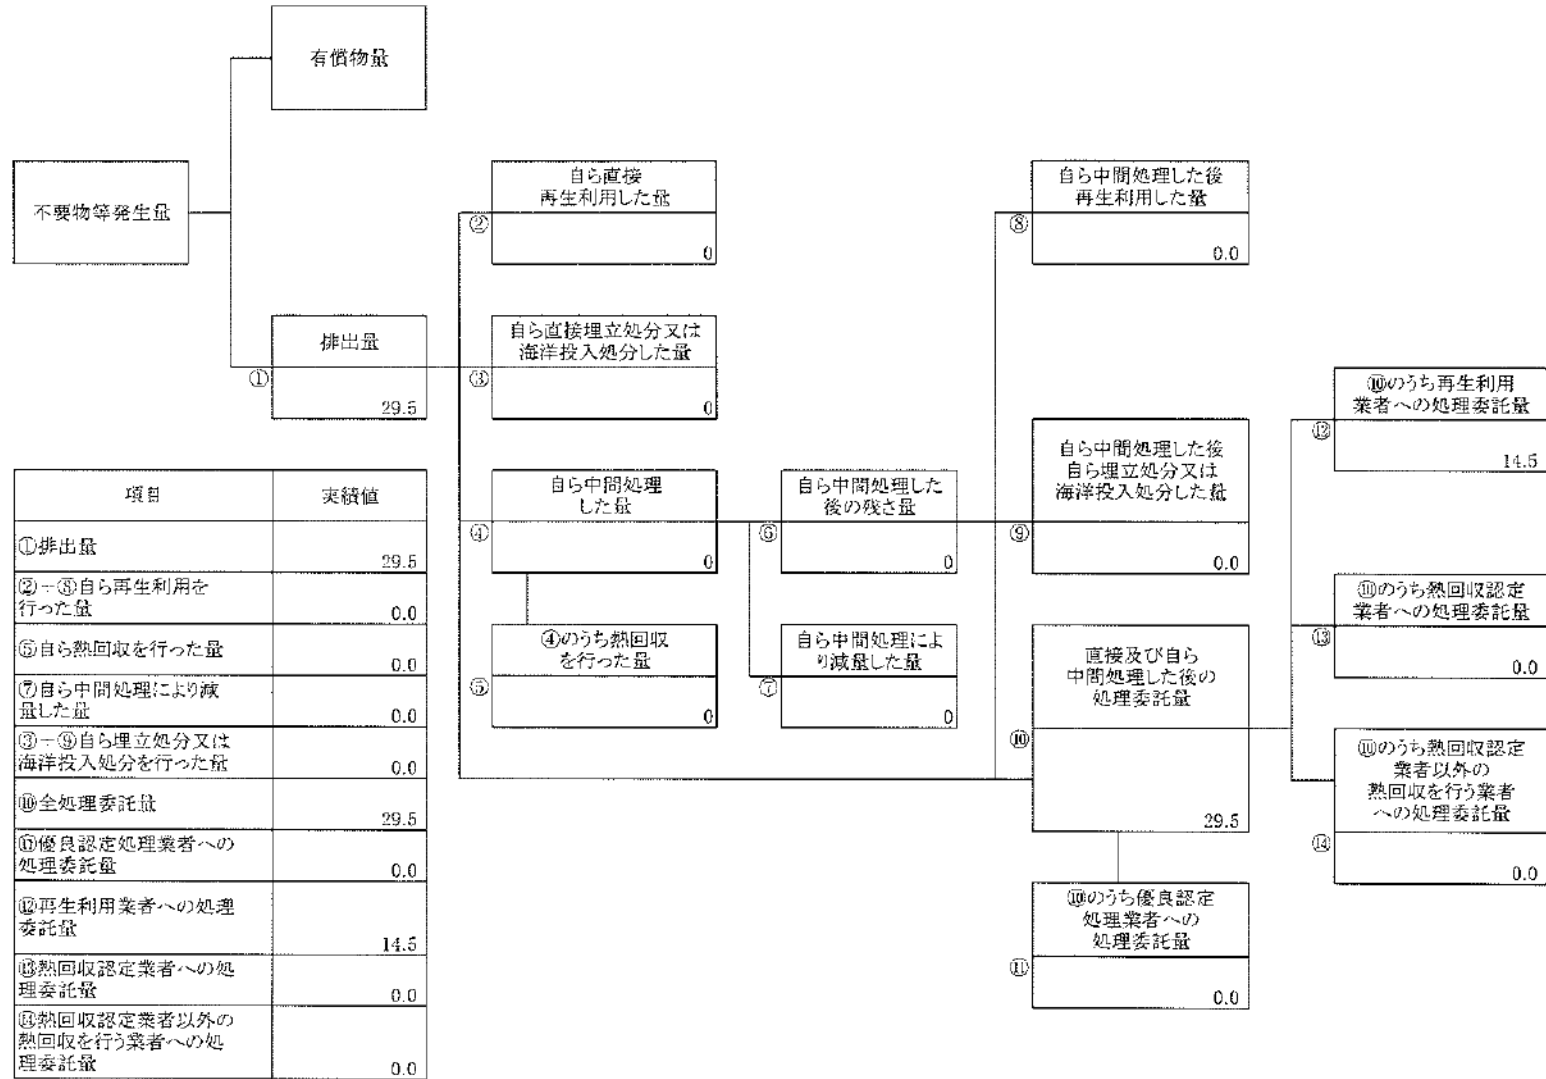 有償物量
不要物等発生量
排出量
①
29.5
自ら直接
再生利用した量
②
0
自ら直接埋立処分又は
海洋投入処分した量
③
0
自ら中間処理
した量
④
0
④のうち熱回収
を行った量
⑤
0
自ら中間処理した
後の残さ量
⑥
0
自ら中間処理によ
り減量した量
⑦
0
自ら中間処理した後
再生利用した量
⑧
0.0
自ら中間処理した後
自ら埋立処分又は
海洋投入処分した量
⑨
0.0
直接及び自ら
中間処理した後の
処理委託量
⑩
29.5
⑩のうち優良認定
処理業者への
処理委託量
⑪
0.0
⑩のうち再生利用
業者への処理委託量
⑫
14.5
⑩のうち熱回収認定
業者への処理委託量
⑬
0.0
⑩のうち熱回収認定
業者以外の
熱回収を行う業者
への処理委託量
⑭
0.0
項目 実績値
①排出量 29.5
②+⑧自ら再生利用を
行った量 0.0
⑤自ら熱回収を行った量 0.0
⑦自ら中間処理により減
量した量 0.0
③+⑨自ら埋立処分又は
海洋投入処分を行った量 0.0
⑩全処理委託量 29.5
⑪優良認定処理業者への
処理委託量 0.0
⑫再生利用業者への処理
委託量 14.5
⑬熱回収認定業者への処
理委託量 0.0
⑭熱回収認定業者以外の
熱回収を行う業者への処
理委託量 0.0